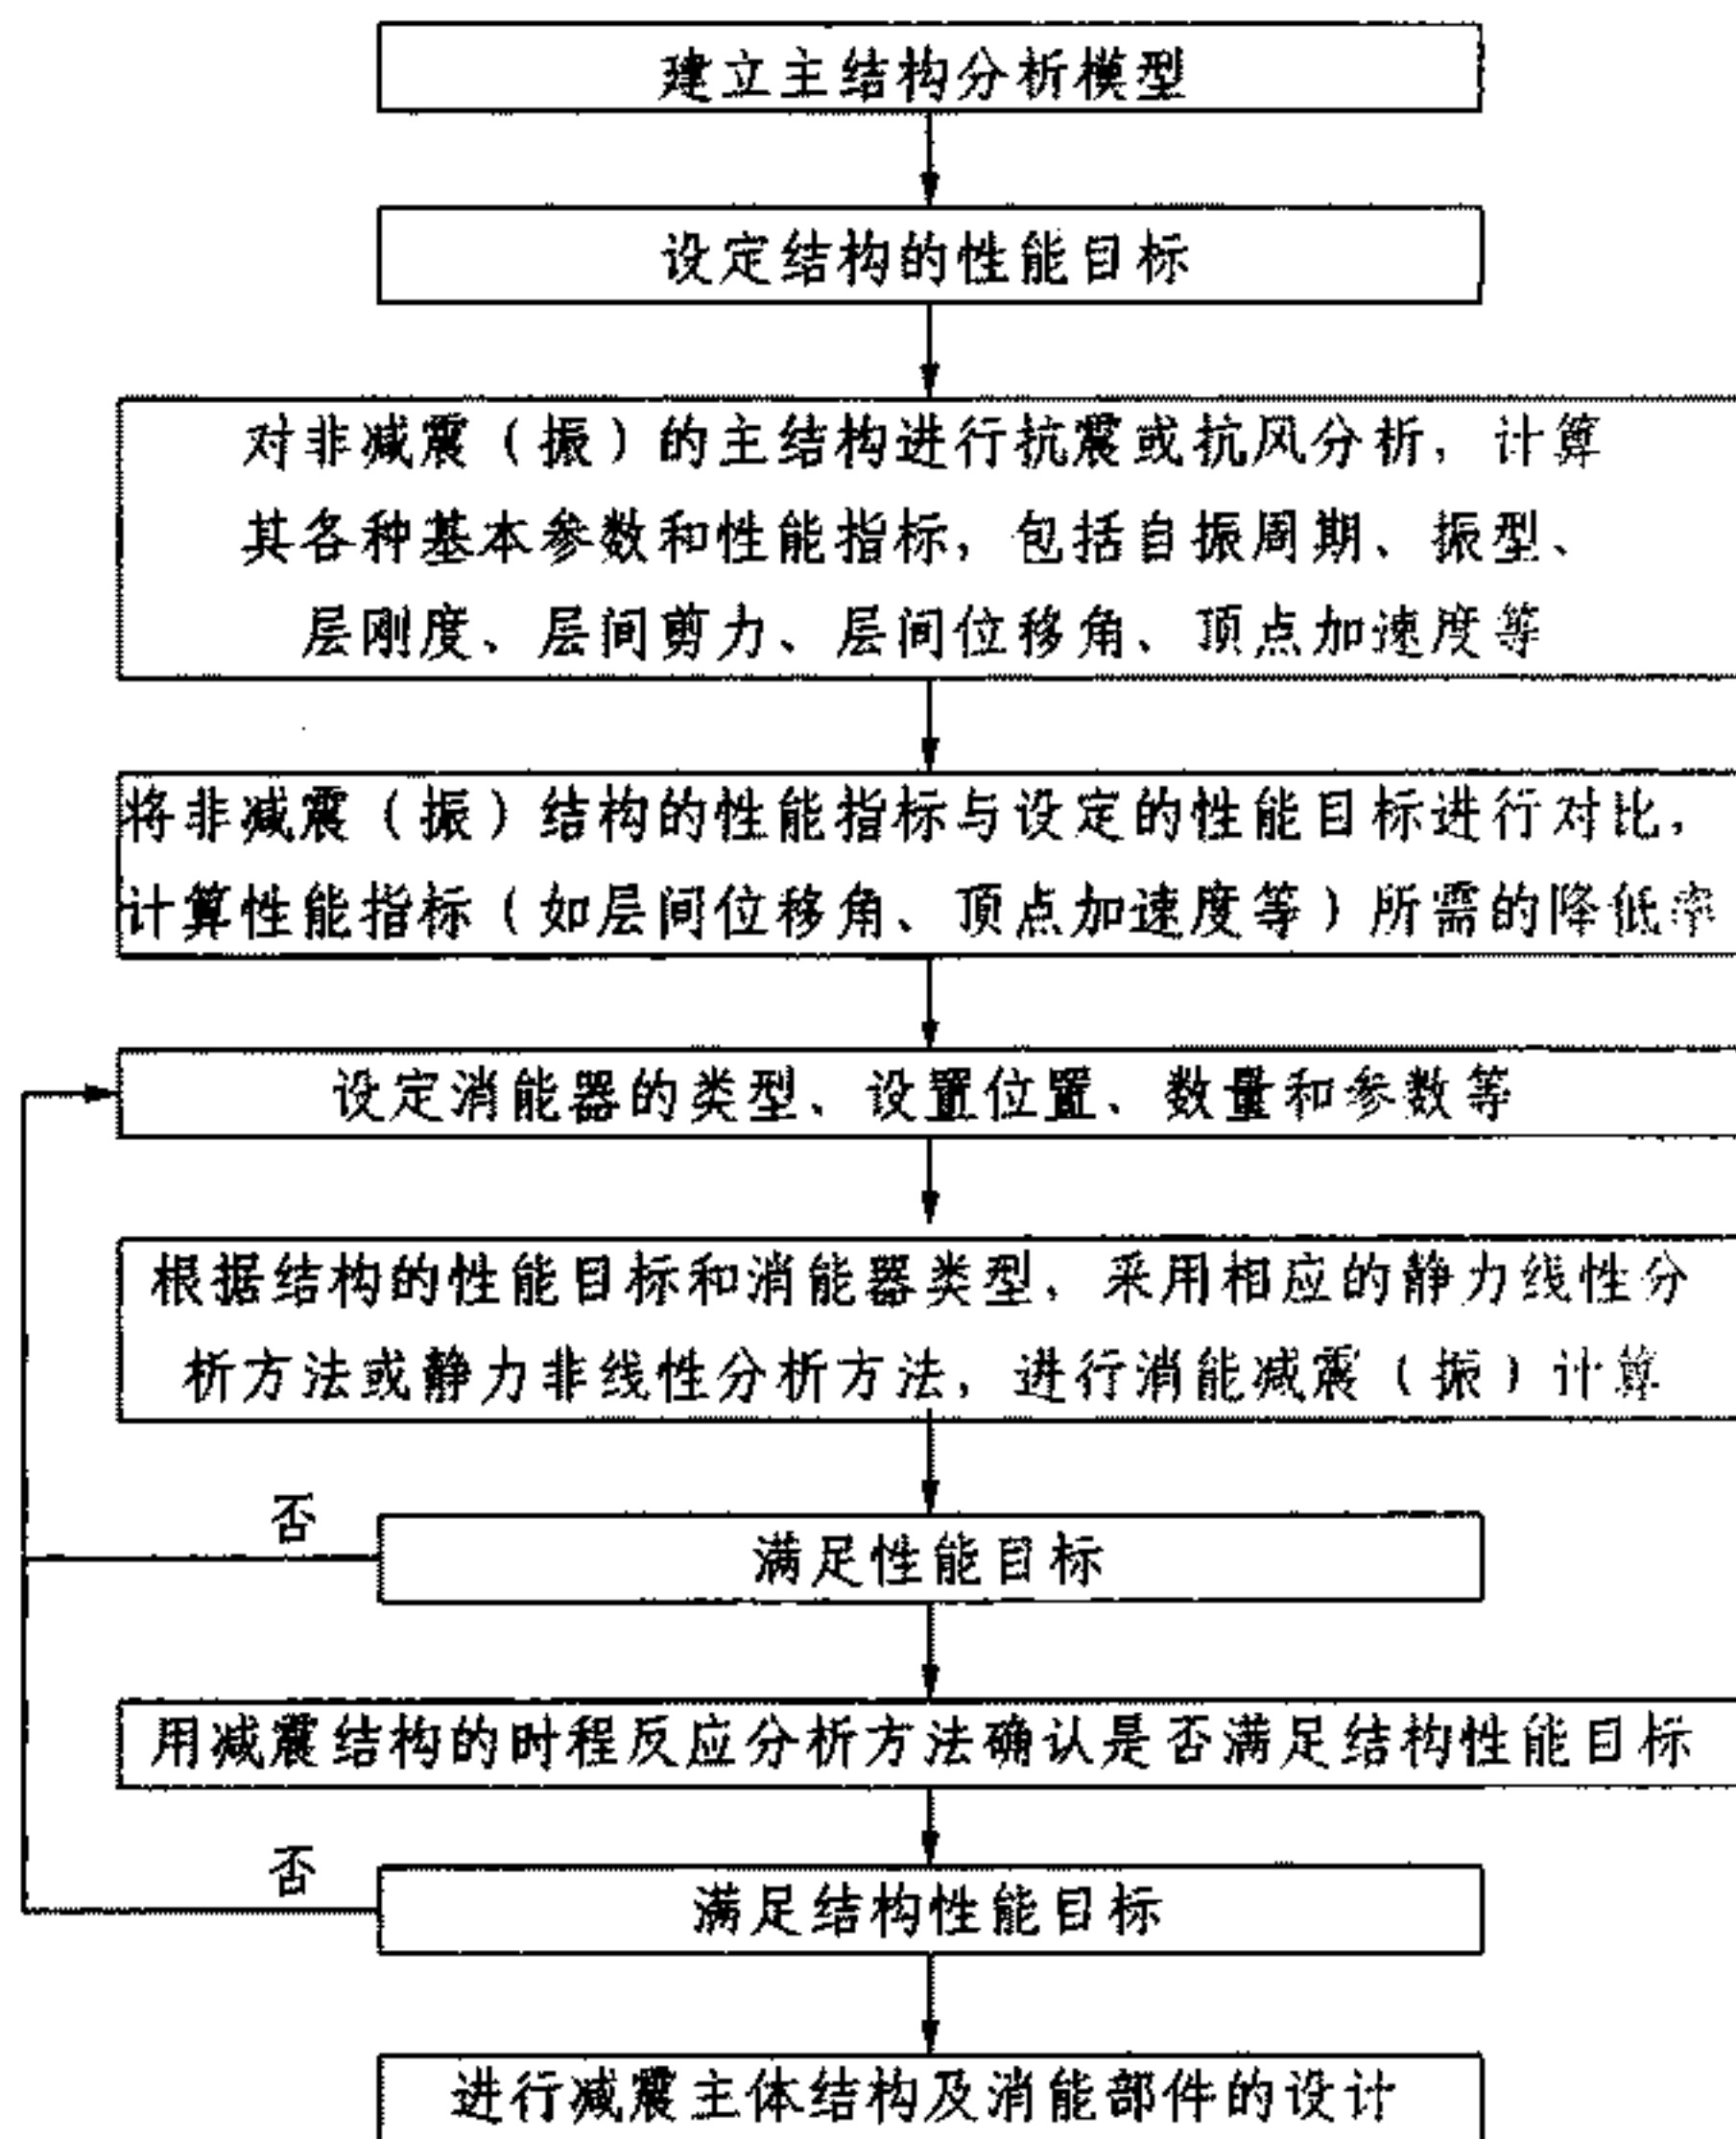 建立主结构分析模型
设定结构的性能目标
对非减震（振）的主结构进行抗震或抗风分析，计算
其各种基本参数和性能指标，包括自振周期、振型、
层刚度、层间剪力、层间位移角、顶点加速度等
将非减震（振）结构的性能指标与设定的性能目标进行对比，
计算性能指标（如层间位移角、顶点加速度等）所需的降低率
设定消能器的类型、设置位置、数量和参数等
根据结构的性能目标和消能器类型，采用相应的静力线性分
析方法或静力非线性分析方法，进行消能减震（振）计算
否
满足性能目标
用减震结构的时程反应分析方法确认是否满足结构性能目标
否
满足结构性能目标
进行减震主体结构及消能部件的设计